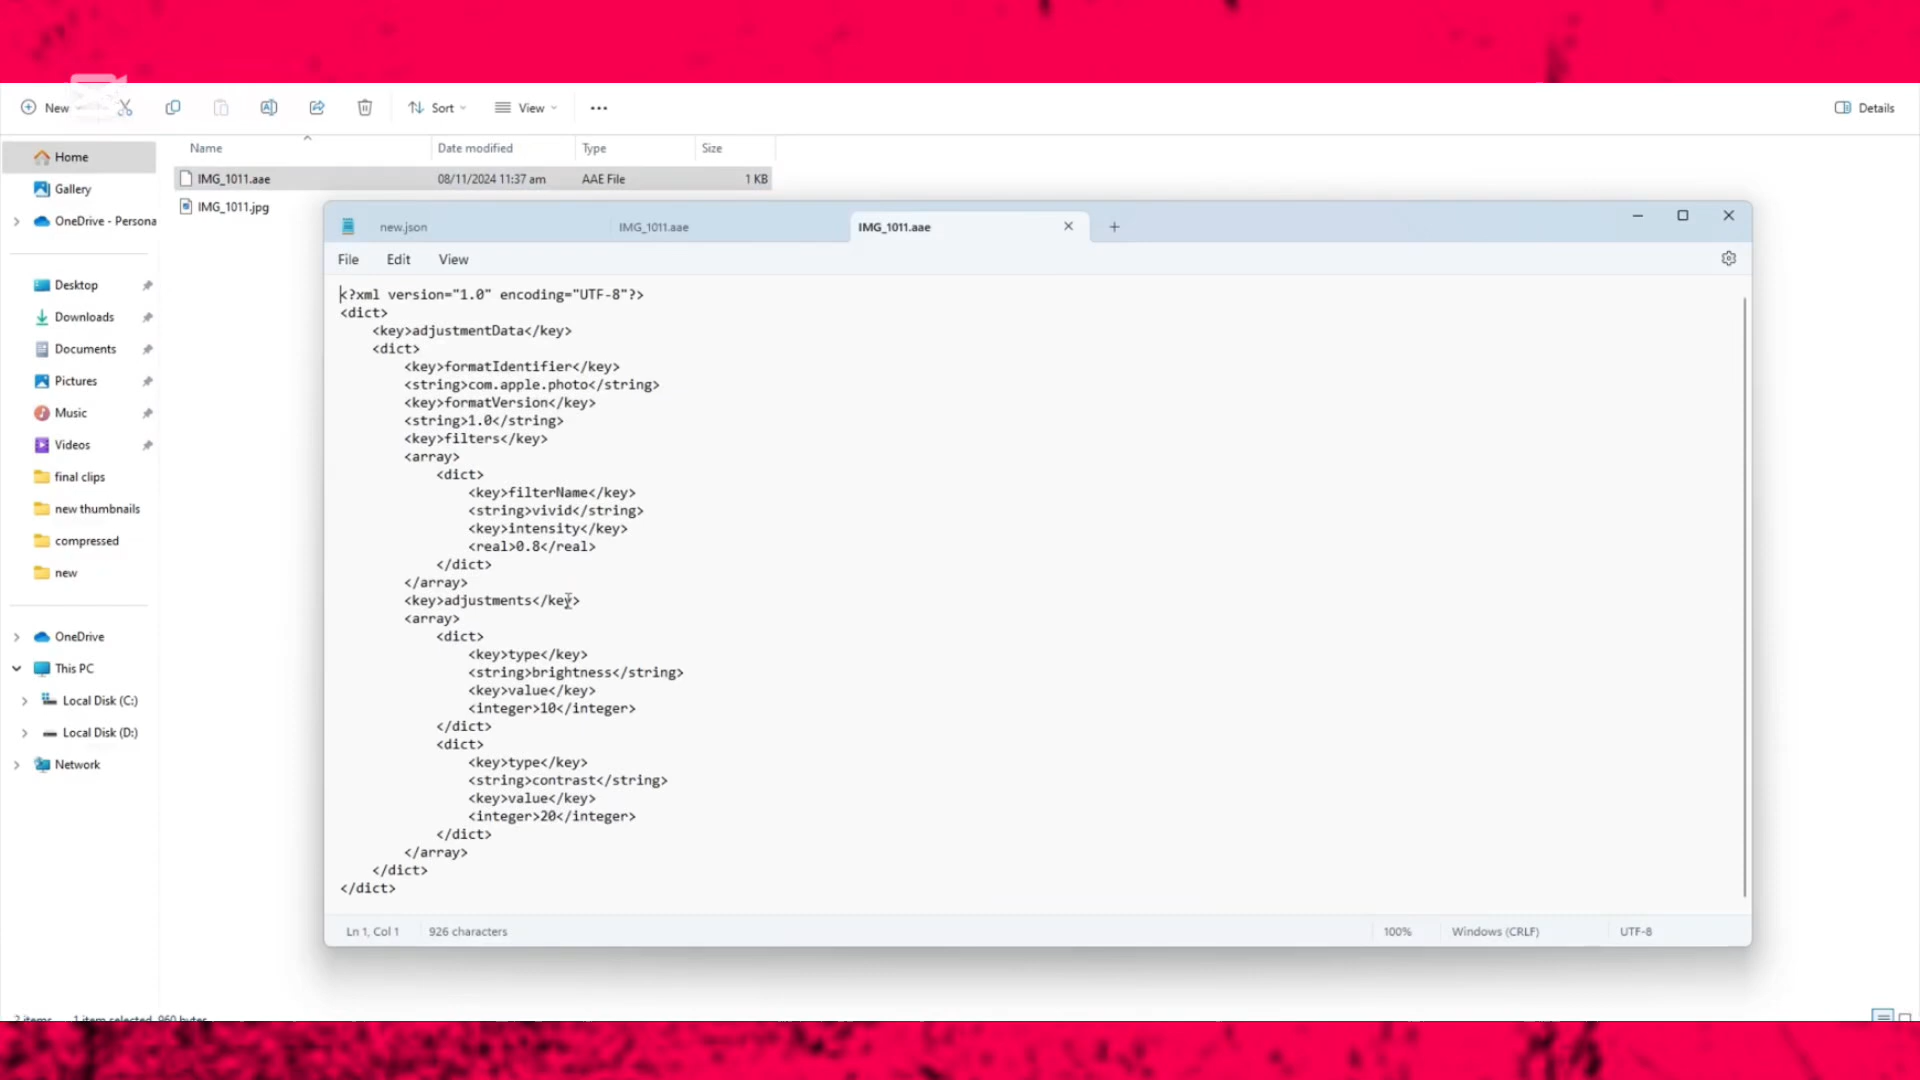 New
Sort
View
Details
Name
Date modified
Type
Size
Home
IMG_1011.aae
08/11/2024 11:37 am
AAE File
1 KB
Gallery
IMG_1011.jpg
OneDrive - Persona
Desktop
Downloads
Documents
Pictures
Music
Videos
final clips
new thumbnails
compressed
new
OneDrive
This PC
Local Disk (C:)
Local Disk (D:)
Network
new.json
IMG_1011.aae
IMG_1011.aae
File
Edit
View
<?xml version="1.0" encoding="UTF-8"?>
<dict>
<key>adjustmentData</key>
<dict>
<key>formatIdentifier</key>
<string>com.apple.photo</string>
<key>formatVersion</key>
<string>1.0</string>
<key>filters</key>
<array>
<dict>
<key>filterName</key>
<string>vivid</string>
<key>intensity</key>
<real>0.8</real>
</dict>
</array>
<key>adjustments</key>
<array>
<dict>
<key>type</key>
<string>brightness</string>
<key>value</key>
<integer>10</integer>
</dict>
<dict>
<key>type</key>
<string>contrast</string>
<key>value</key>
<integer>20</integer>
</dict>
</array>
</dict>
</dict>
Ln 1, Col 1
926 characters
100%
Windows (CRLF)
UTF-8
2 items
1 item selected 960 bytes